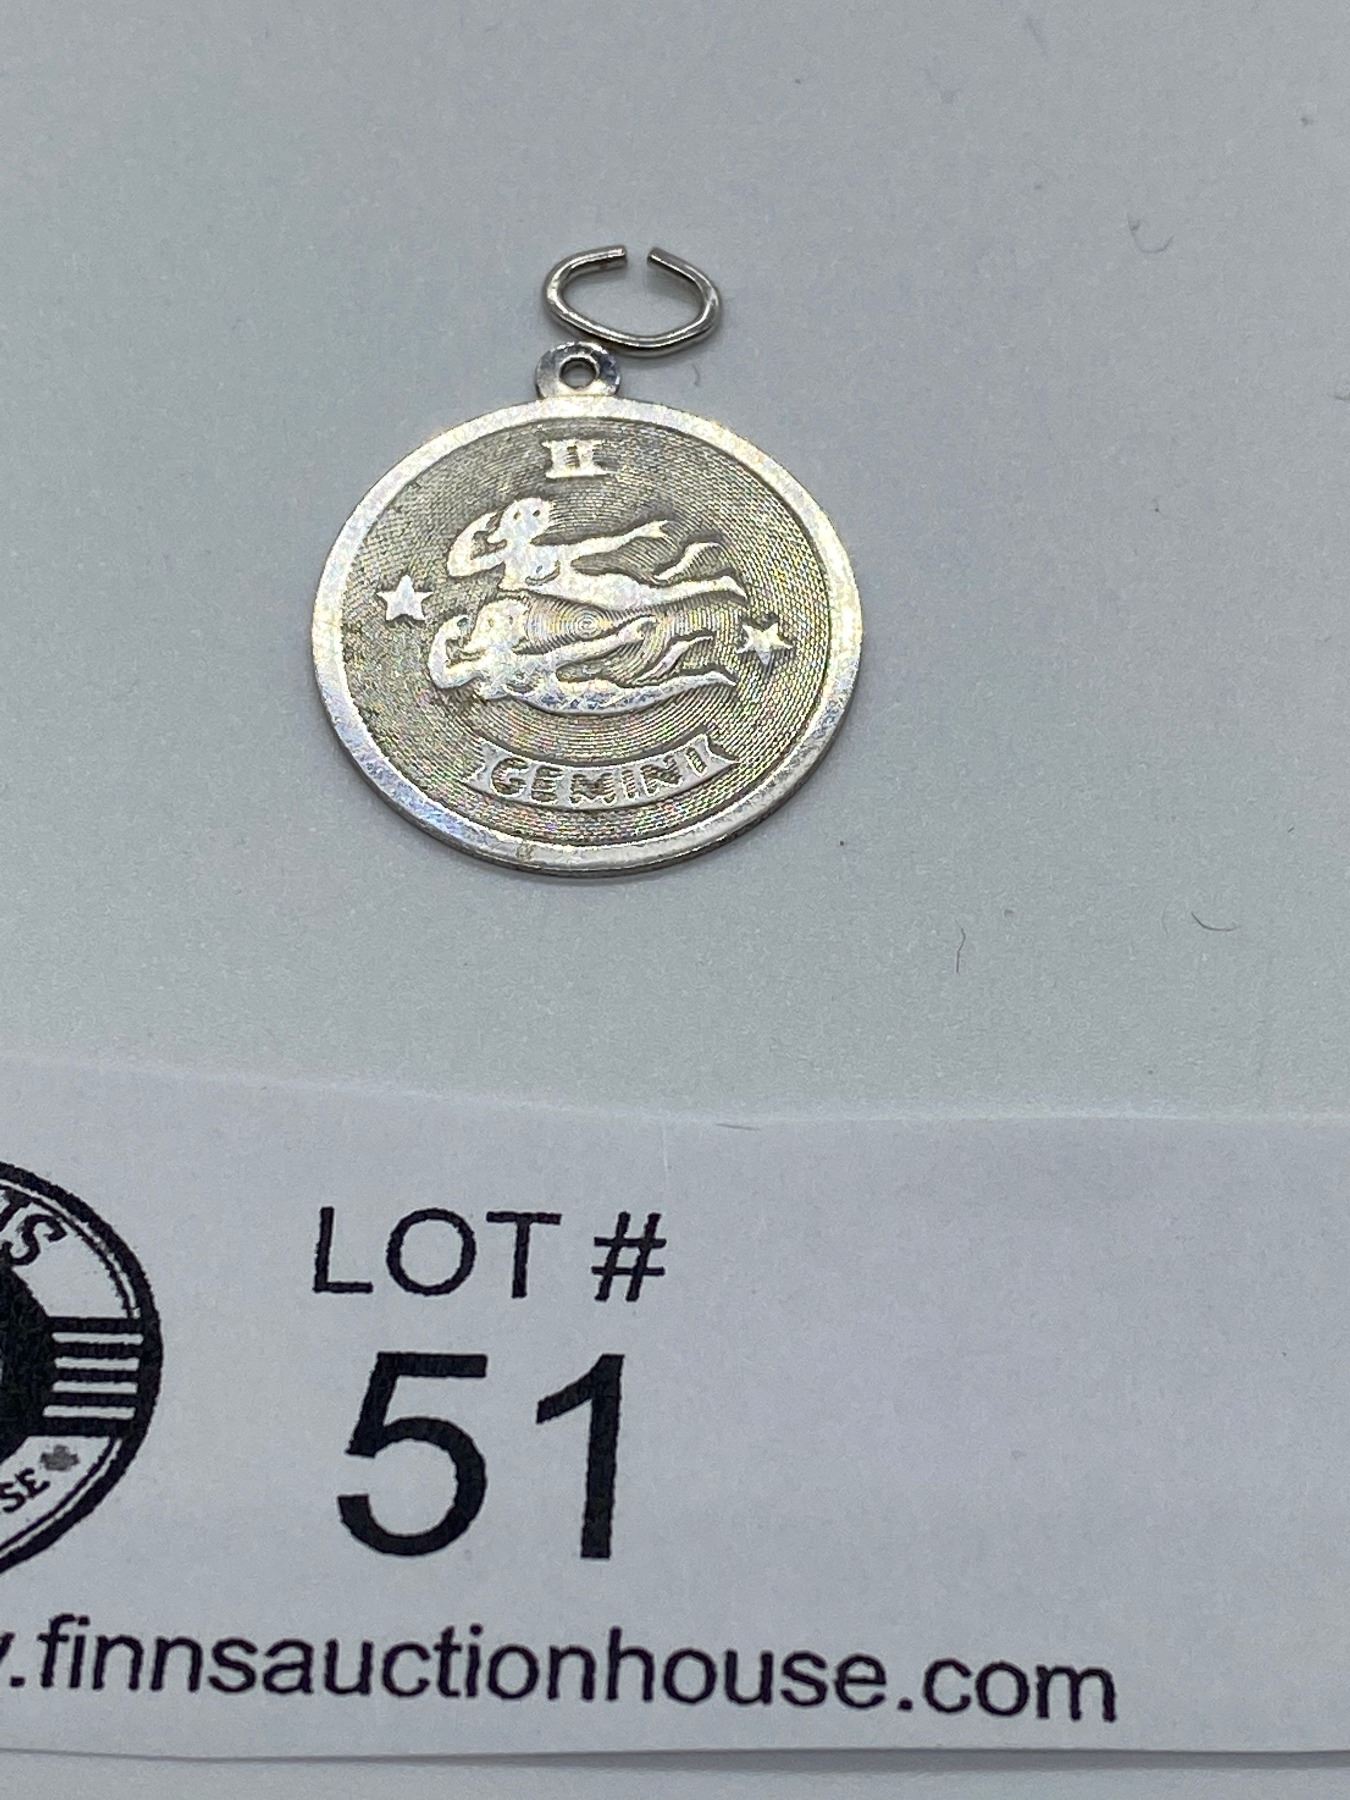 II
GEMINI
LOT #
51
.finnsauctionhouse.com